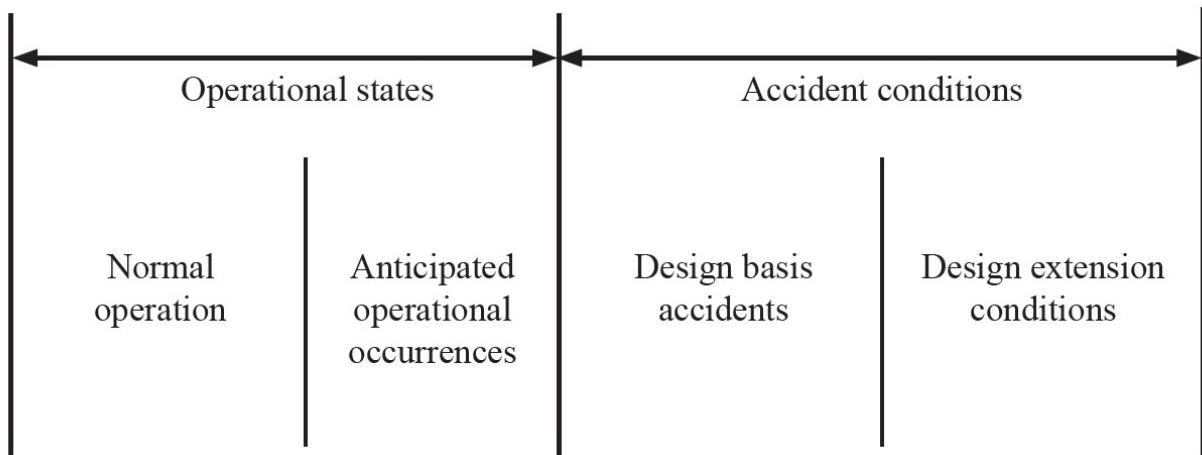 Operational states
Accident conditions
Normal
operation
Anticipated
operational
occurrences
Design basis
accidents
Design extension
conditions